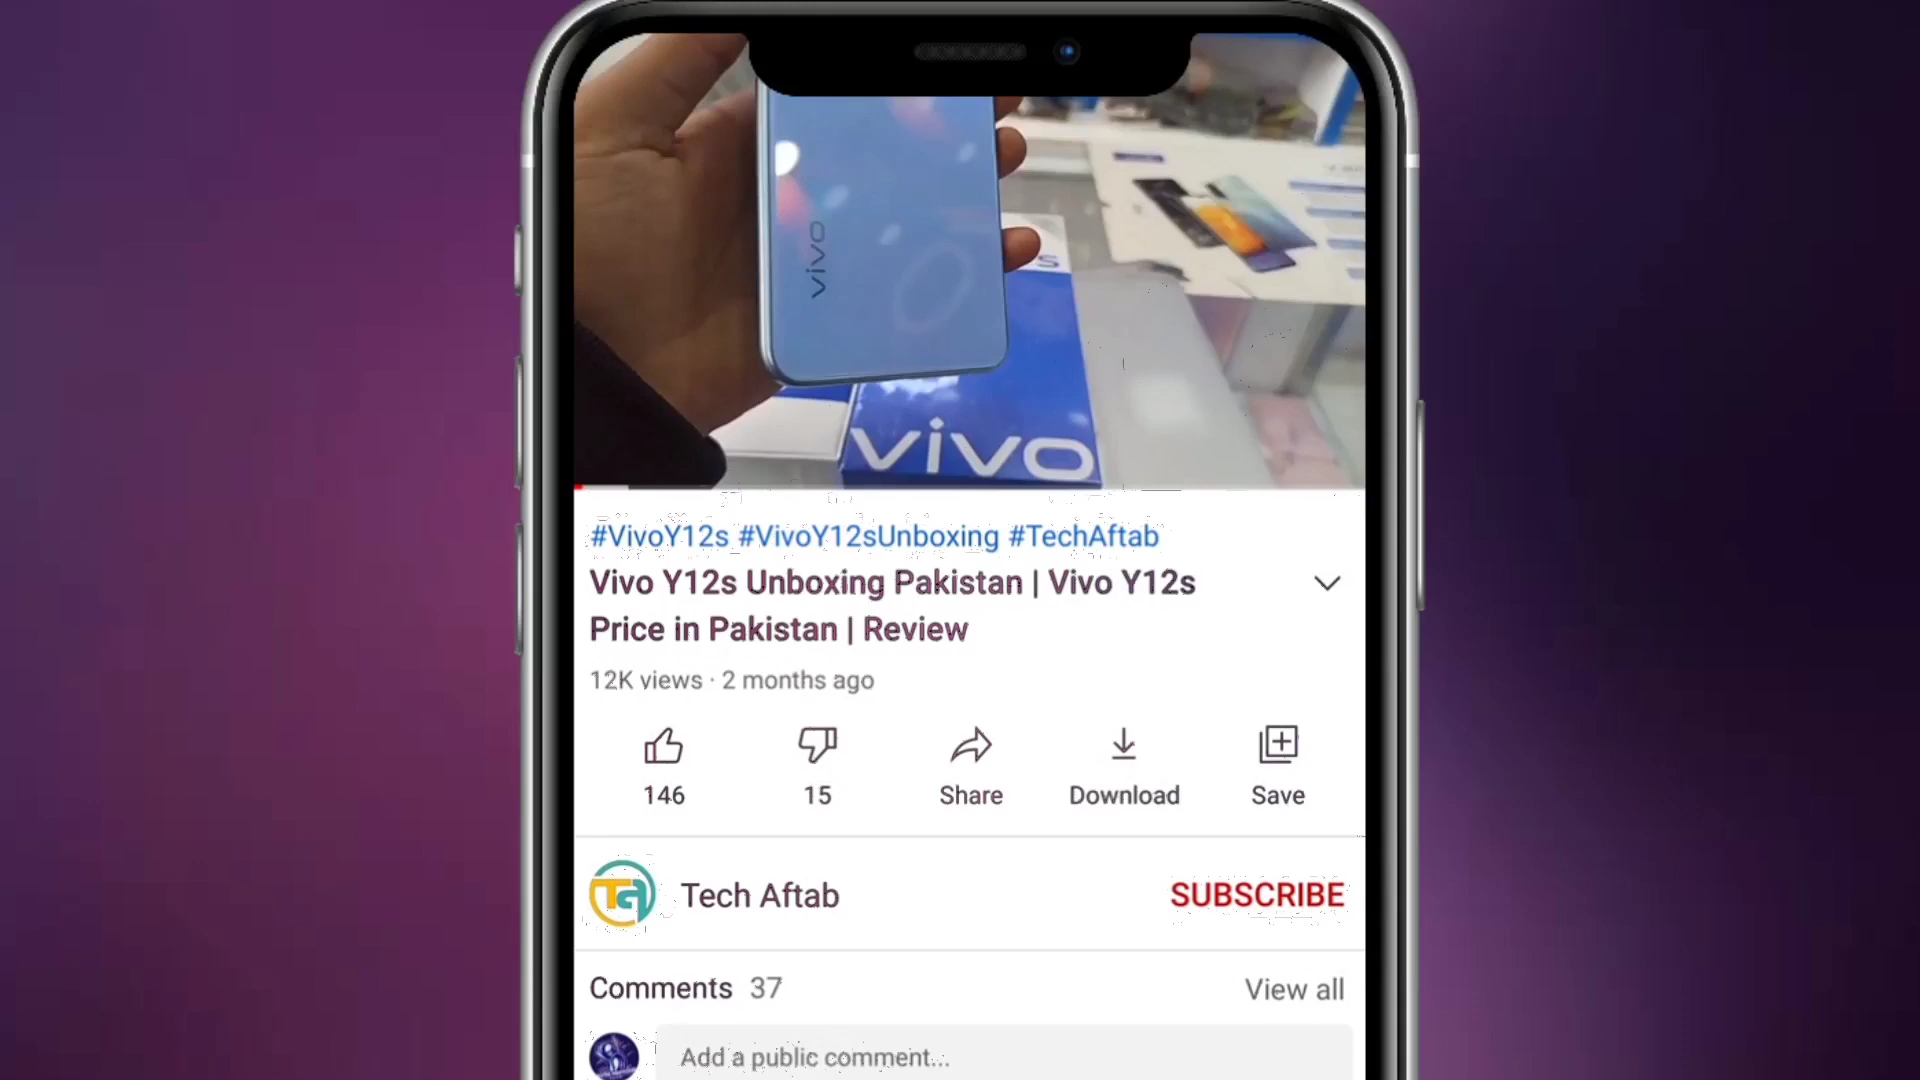 vivo
S
vivo
#VivoY12s #VivoY12sUnboxing #TechAftab
Vivo Y12s Unboxing Pakistan | Vivo Y12s
Price in Pakistan | Review
12K views · 2 months ago
146
15
Share
Download
Save
Tech Aftab
SUBSCRIBE
Comments 37
View all
Add a public comment...